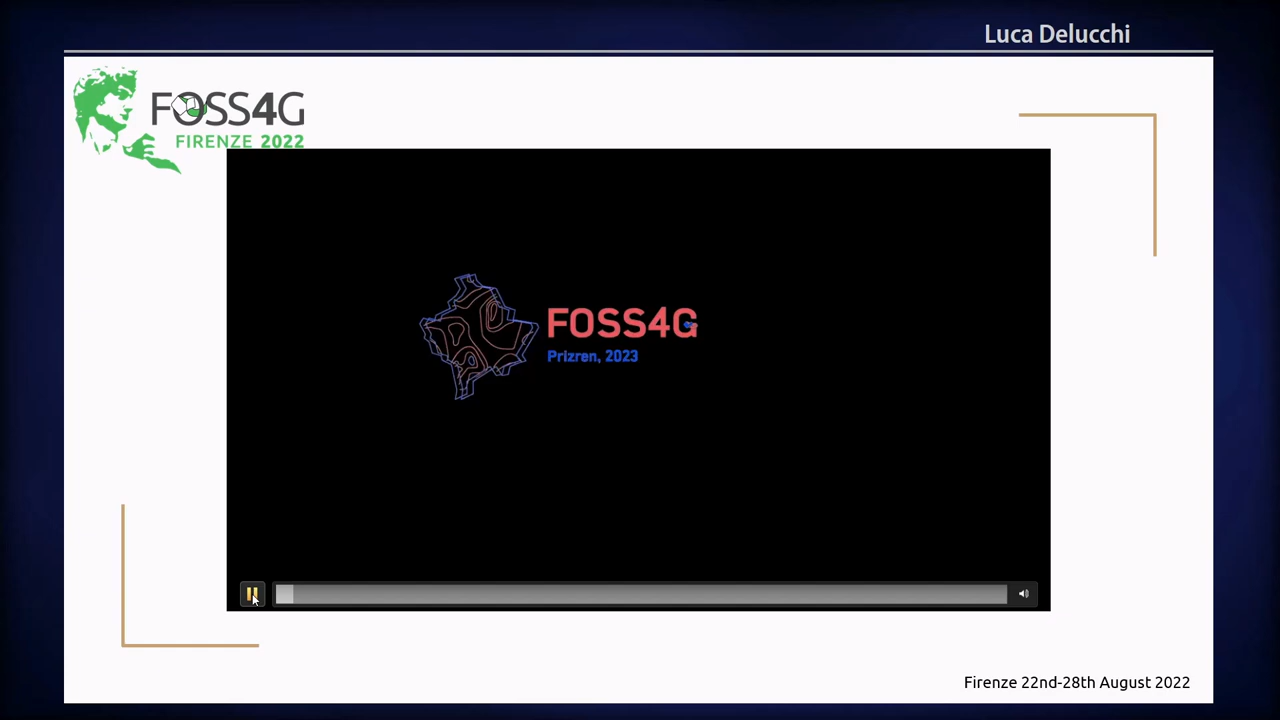 Luca Delucchi
FOSS4G
FIRENZE 2022
FOSS4G
Prizren, 2023
Firenze 22nd-28th August 2022